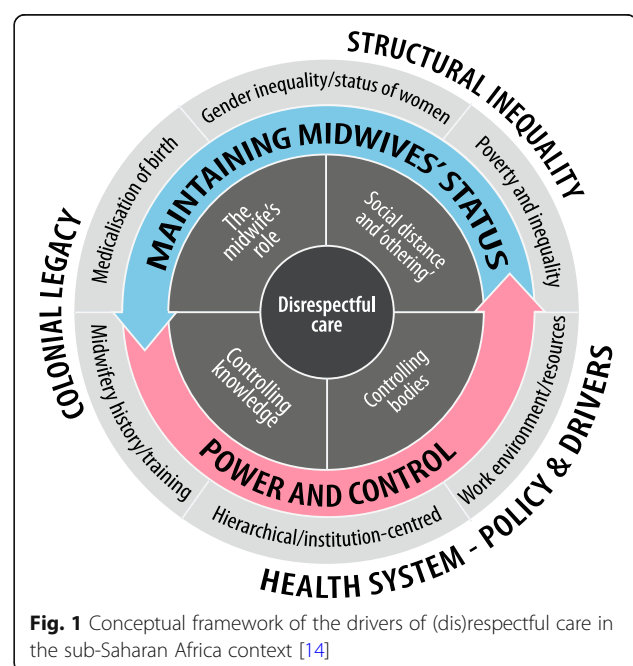 STRUCTURAL INEQUALITY
COLONIAL LEGACY
HEALTH SYSTEM - POLICY & DRIVERS
Gender inequality/status of women
Poverty and inequality
Work environment/resources
Hierarchical/institution-centred
Midwifery history/training
Medicalisation of birth
MAINTAINING MIDWIVES' STATUS
POWER AND CONTROL
The
midwife's
role
Social distance
and 'othering'
Controlling
knowledge
Controlling
bodies
Disrespectful
care
Fig. 1 Conceptual framework of the drivers of (dis)respectful care in
the sub-Saharan Africa context [14]